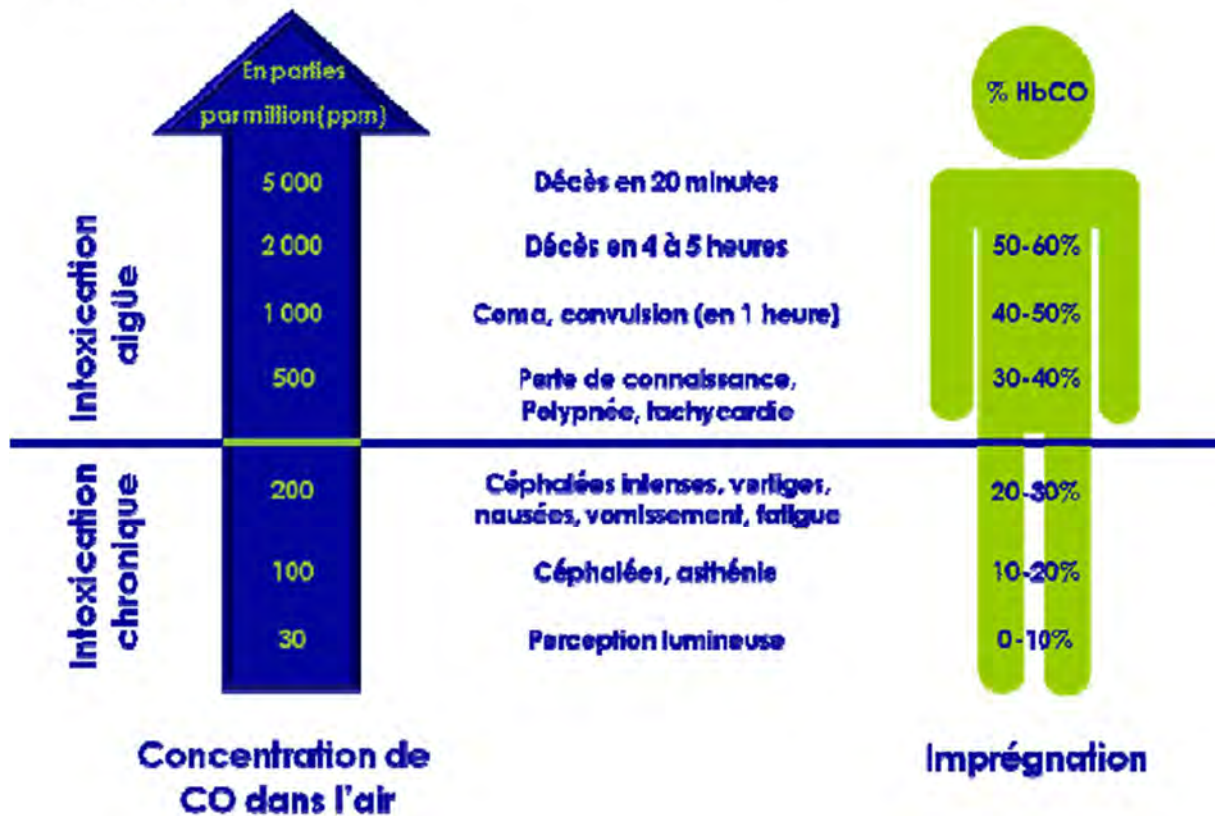 En parties
par million(ppm)
% HbCO
Intoxication
aigüe
5 000
Décès en 20 minutes
2 000
Décès en 4 à 5 heures
50-60%
1 000
Coma, convulsion (en 1 heure)
40-50%
500
Perte de connaissance,
Polypnée, tachycardie
30-40%
Intoxication
chronique
200
Céphalées intenses, vertiges,
nausées, vomissement, fatigue
20-30%
100
Céphalées, asthénie
10-20%
30
Perception lumineuse
0-10%
Concentration de
CO dans l'air
Imprégnation